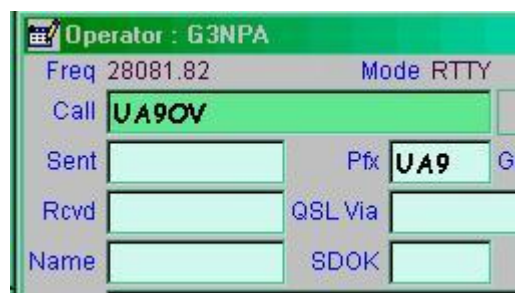 Operator : G3NPA
Freq 28081.82 Mode RTTY
Call UA9OV
Sent Pfx UA9 G
Rcvd QSL Via
Name SDOK